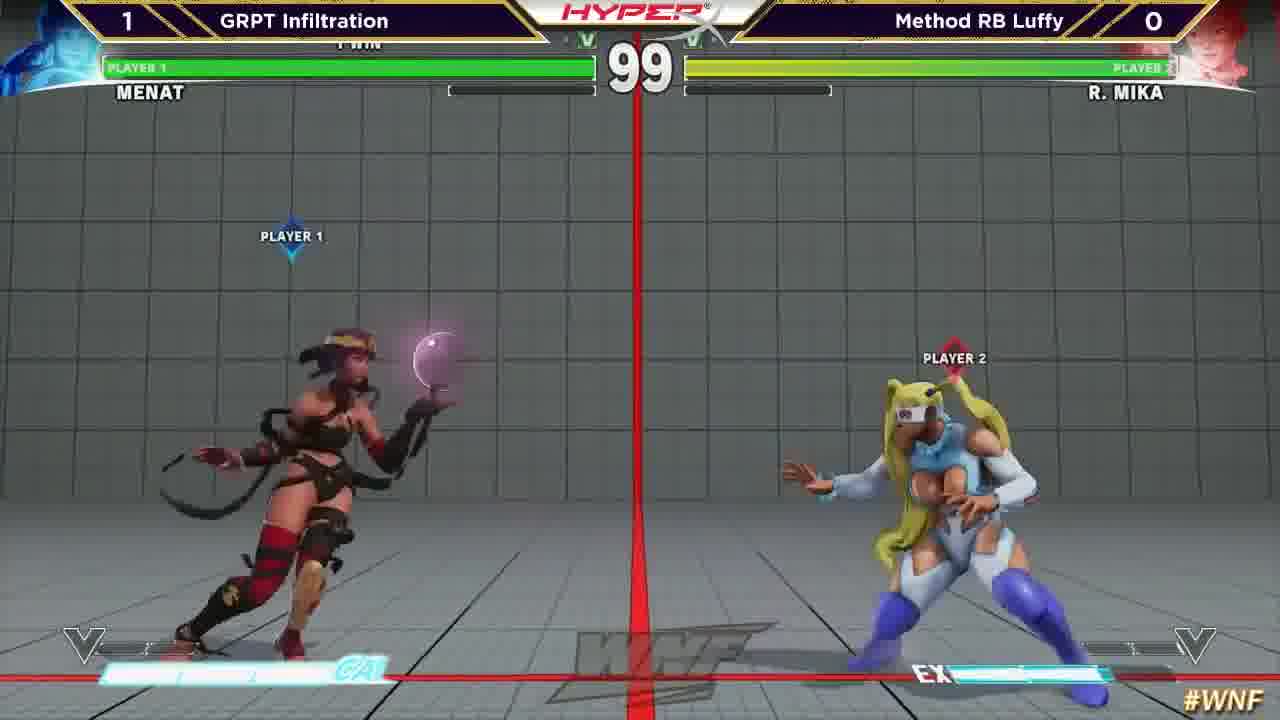 1 GRPT Infiltration HYPERX Method RB Luffy 0
1 WIN V V
PLAYER 1 99 PLAYER 2
MENAT R. MIKA
PLAYER 1
PLAYER 2
V V
WNF
CA EX
#WNF